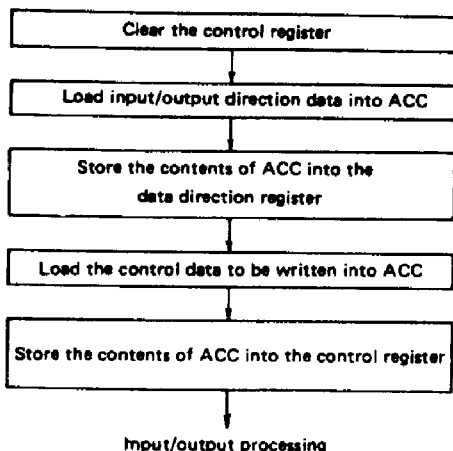 Clear the control register
Load input/output direction data into ACC
Store the contents of ACC into the
data direction register
Load the control data to be written into ACC
Store the contents of ACC into the control register
Input/output processing